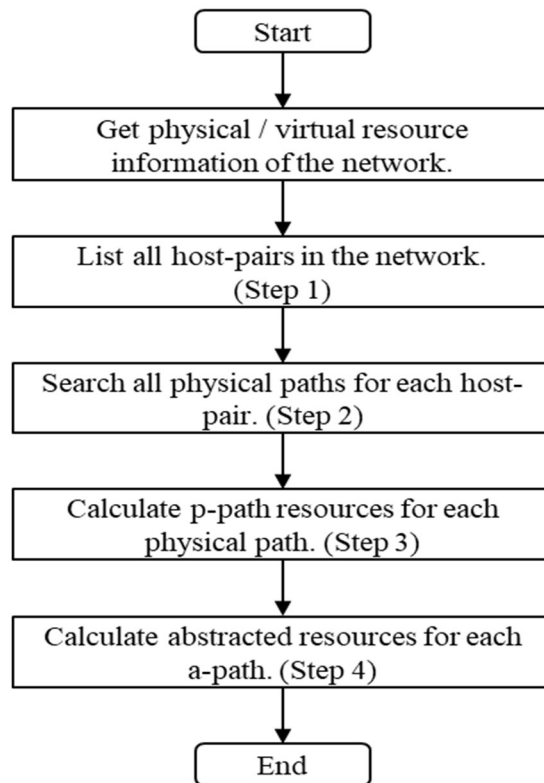 Start
Get physical / virtual resource
information of the network.
List all host-pairs in the network.
(Step 1)
Search all physical paths for each host-
pair. (Step 2)
Calculate p-path resources for each
physical path. (Step 3)
Calculate abstracted resources for each
a-path. (Step 4)
End